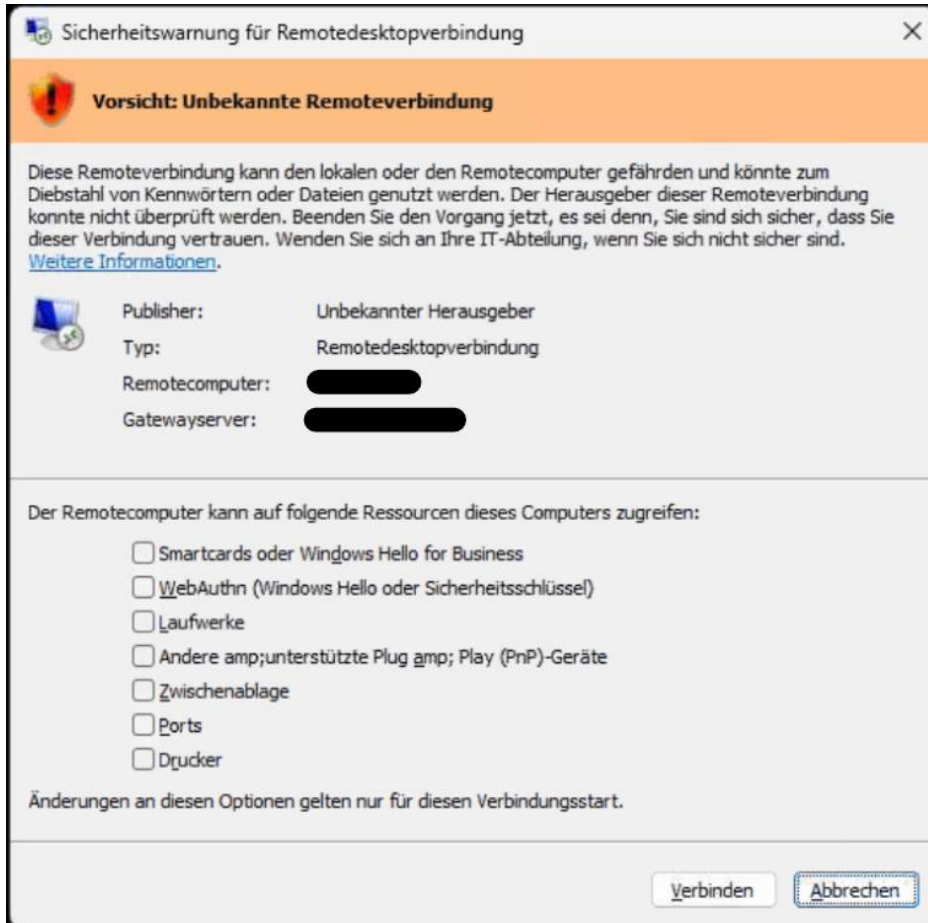 Sicherheitswarnung für Remotedesktopverbindung
Vorsicht: Unbekannte Remoteverbindung
Diese Remoteverbindung kann den lokalen oder den Remotecomputer gefährden und könnte zum
Diebstahl von Kennwörtern oder Dateien genutzt werden. Der Herausgeber dieser Remoteverbindung
konnte nicht überprüft werden. Beenden Sie den Vorgang jetzt, es sei denn, Sie sind sich sicher, dass Sie
dieser Verbindung vertrauen. Wenden Sie sich an Ihre IT-Abteilung, wenn Sie sich nicht sicher sind.
Weitere Informationen.
Publisher: Unbekannter Herausgeber
Typ: Remotedesktopverbindung
Remotecomputer:
Gatewayserver:
Der Remotecomputer kann auf folgende Ressourcen dieses Computers zugreifen:
Smartcards oder Windows Hello for Business
WebAuthn (Windows Hello oder Sicherheitsschlüssel)
Laufwerke
Andere amp;unterstützte Plug amp; Play (PnP)-Geräte
Zwischenablage
Ports
Drucker
Änderungen an diesen Optionen gelten nur für diesen Verbindungsstart.
Verbinden Abbrechen